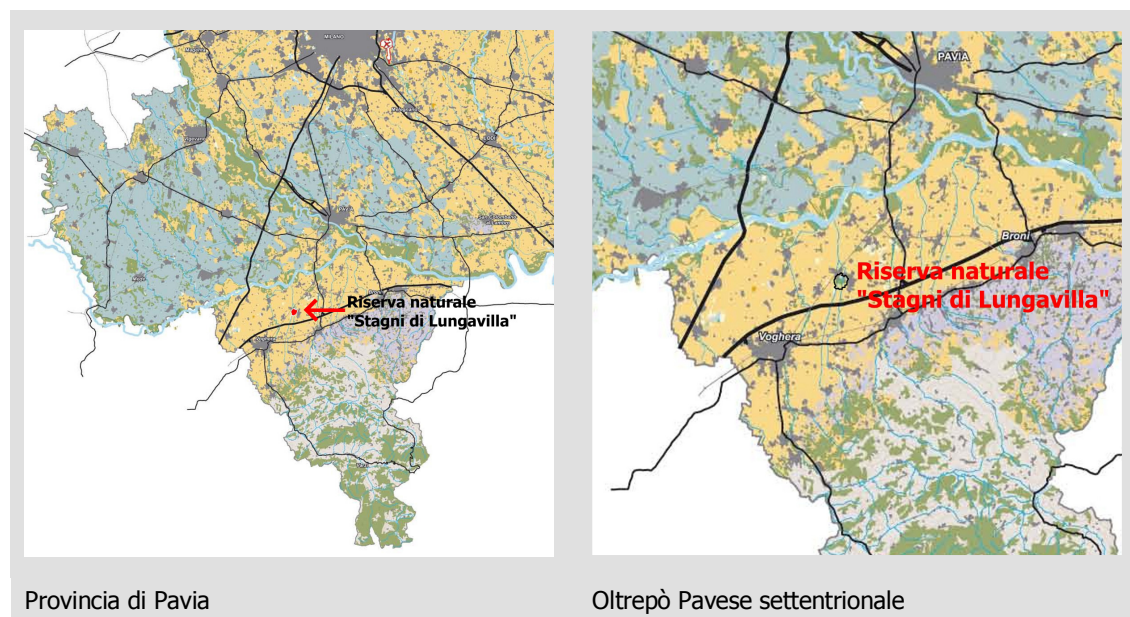 MILANO
PAVIA
Riserva naturale
"Stagni di Lungavilla"
Broni
Riserva naturale
"Stagni di Lungavilla"
Voghera
Provincia di Pavia
Oltrepò Pavese settentrionale